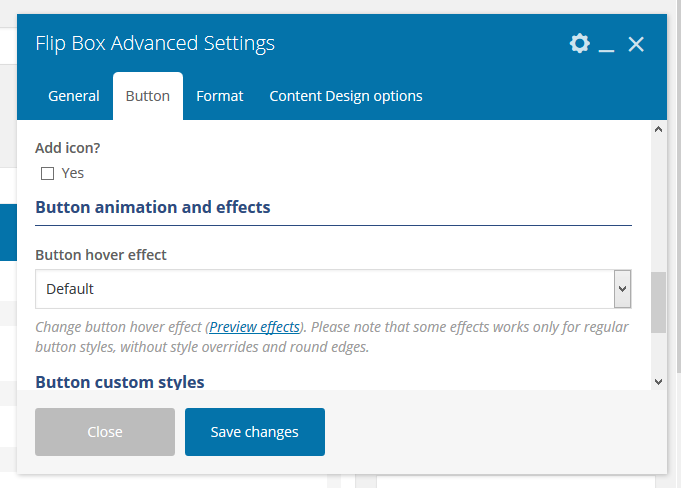 Flip Box Advanced Settings
General Button Format Content Design options
Add icon?
Yes
Button animation and effects
Button hover effect
Default
Change button hover effect (Preview effects). Please note that some effects works only for regular
button styles, without style overrides and round edges.
Button custom styles
Close Save changes